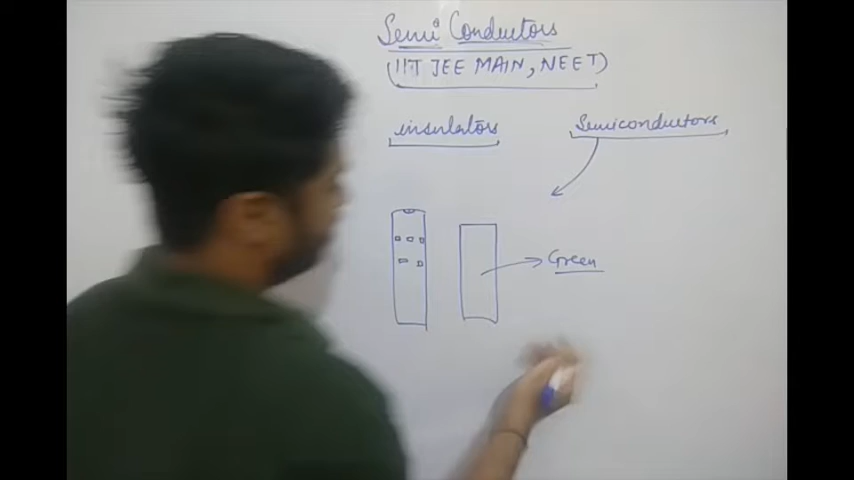 Semi Conductors
(IIT JEE MAIN, NEET)
insulators
Semiconductors
Green